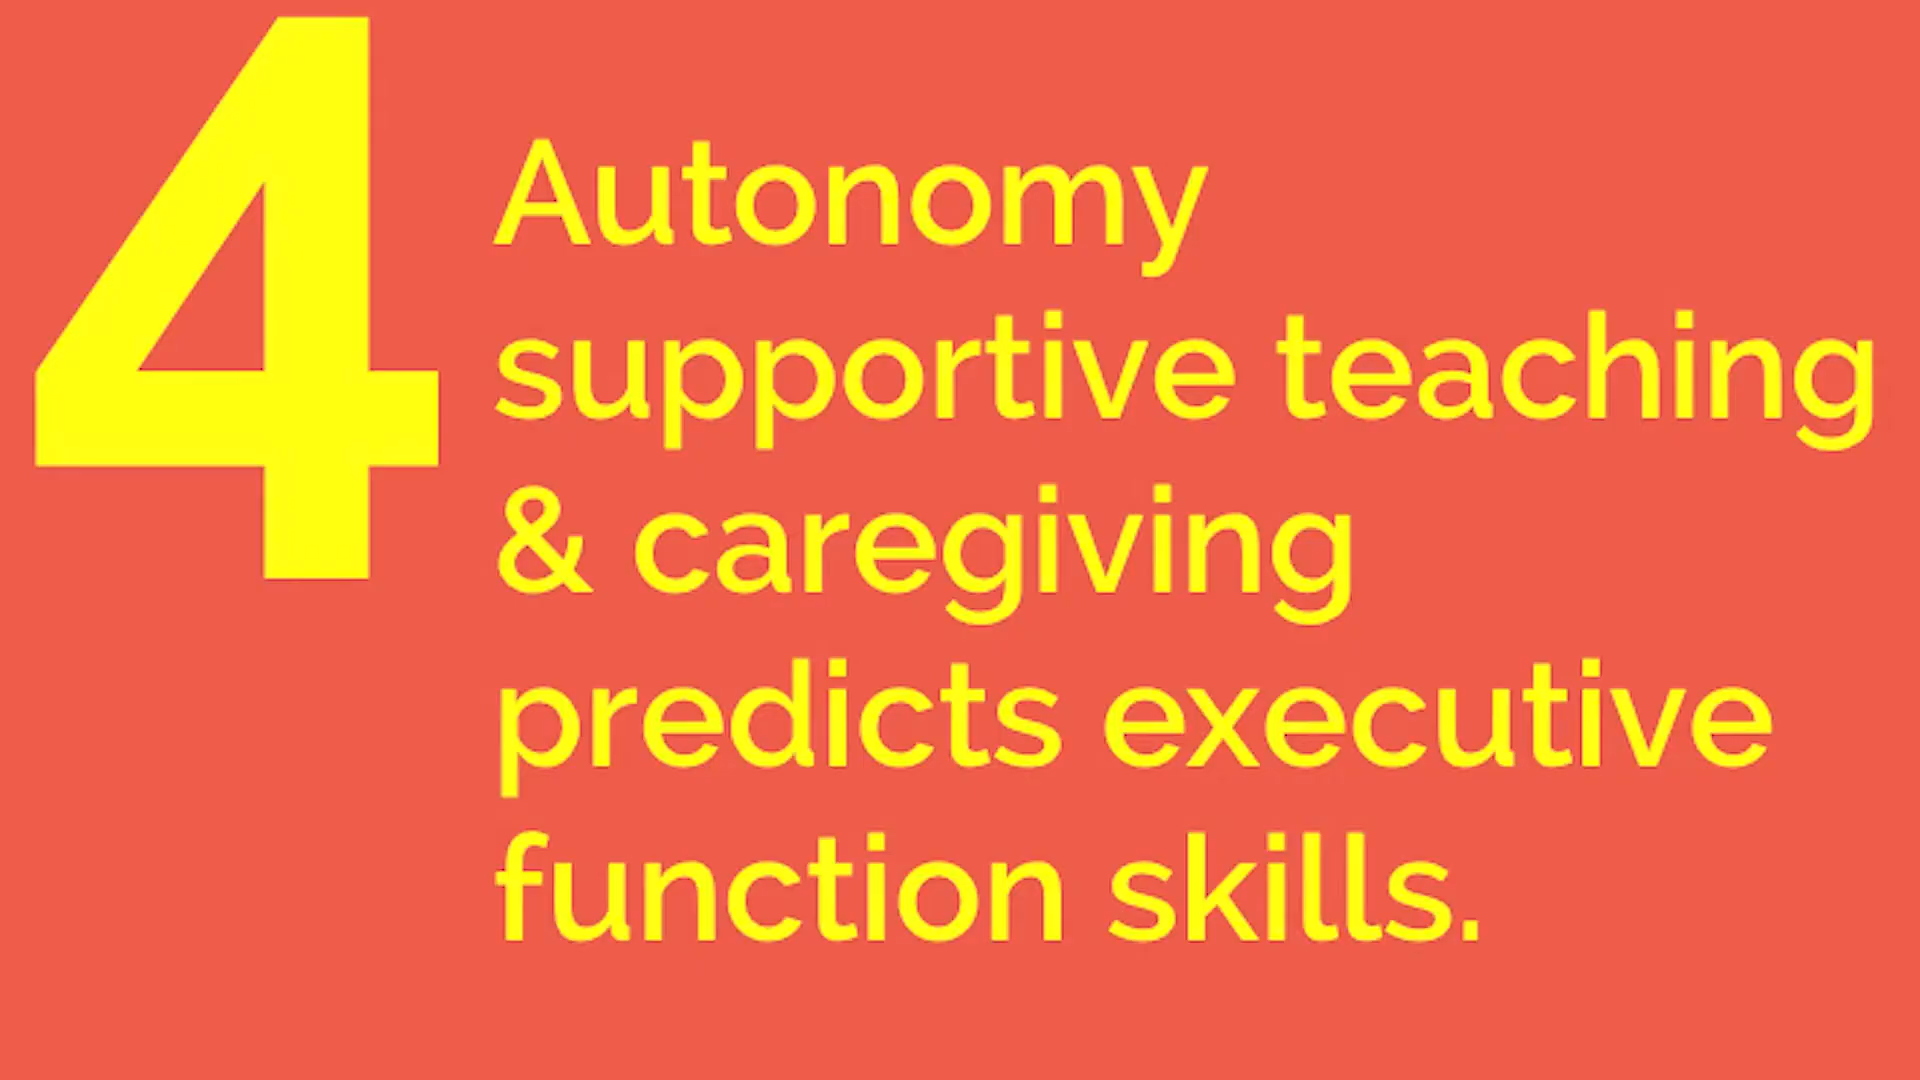 4
Autonomy
supportive teaching
& caregiving
predicts executive
function skills.